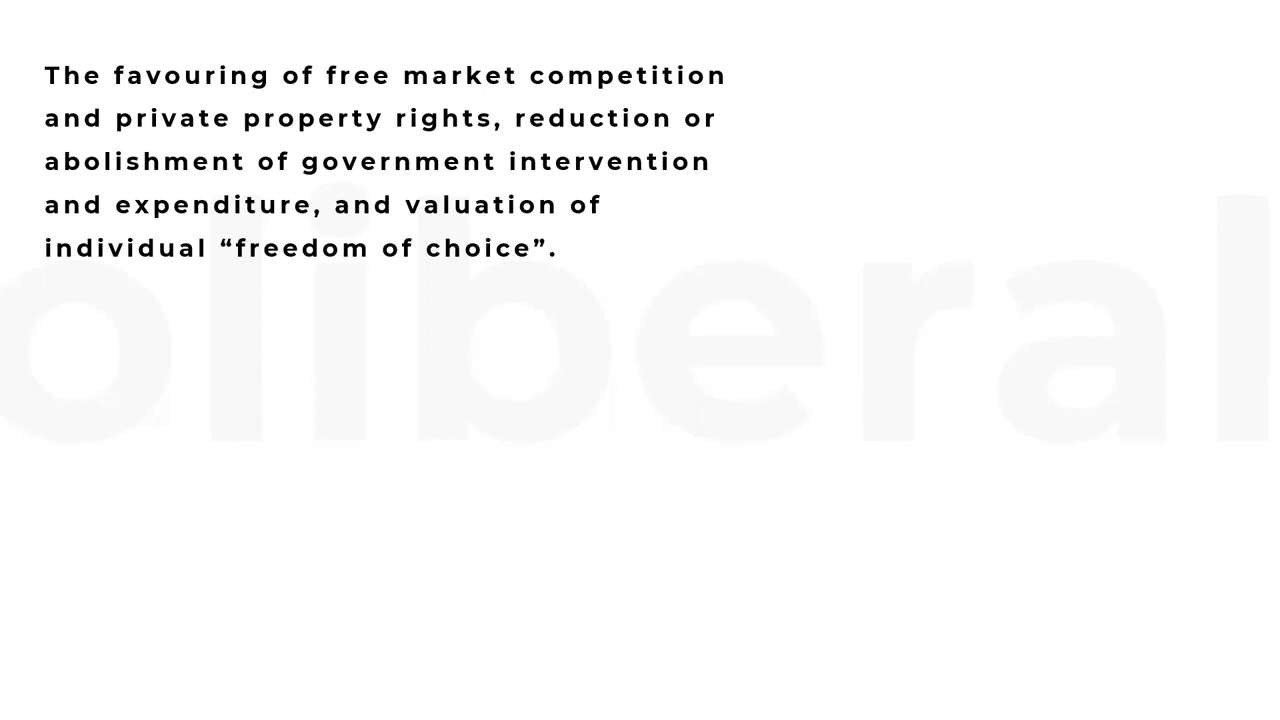 The favouring of free market competition
and private property rights, reduction or
abolishment of government intervention
and expenditure, and valuation of
individual “freedom of choice”.
oliberal